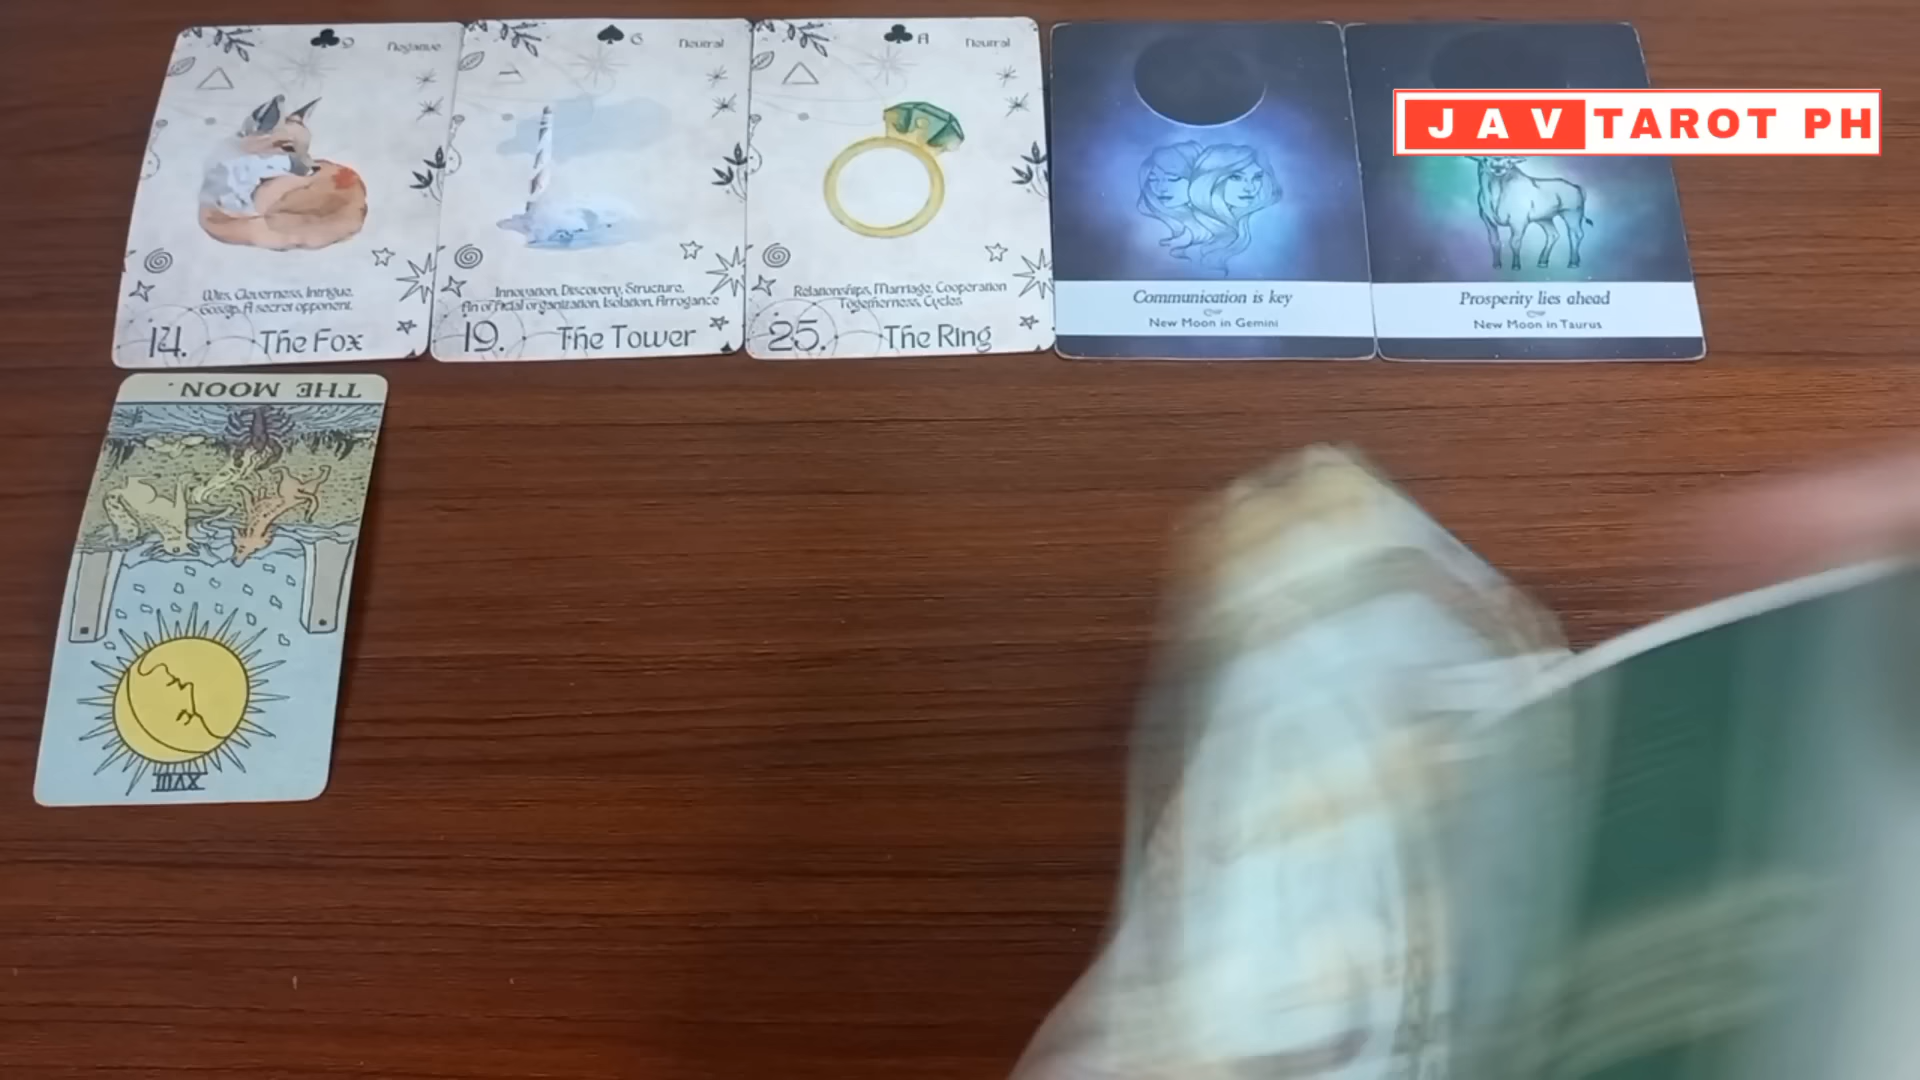 9 Negative
6 Neutral
A Neutral
JAV TAROT PH
Wits, Cleverness, Intrigue,
Gossip, A secret opponent.
14. The Fox
Innovation, Discovery, Structure,
An official organization, Isolation, Arrogance
19. The Tower
Relationships, Marriage, Cooperation
Togetherness, Cycles
25. The Ring
Communication is key
New Moon in Gemini
Prosperity lies ahead
New Moon in Taurus
THE MOON.
XVIII